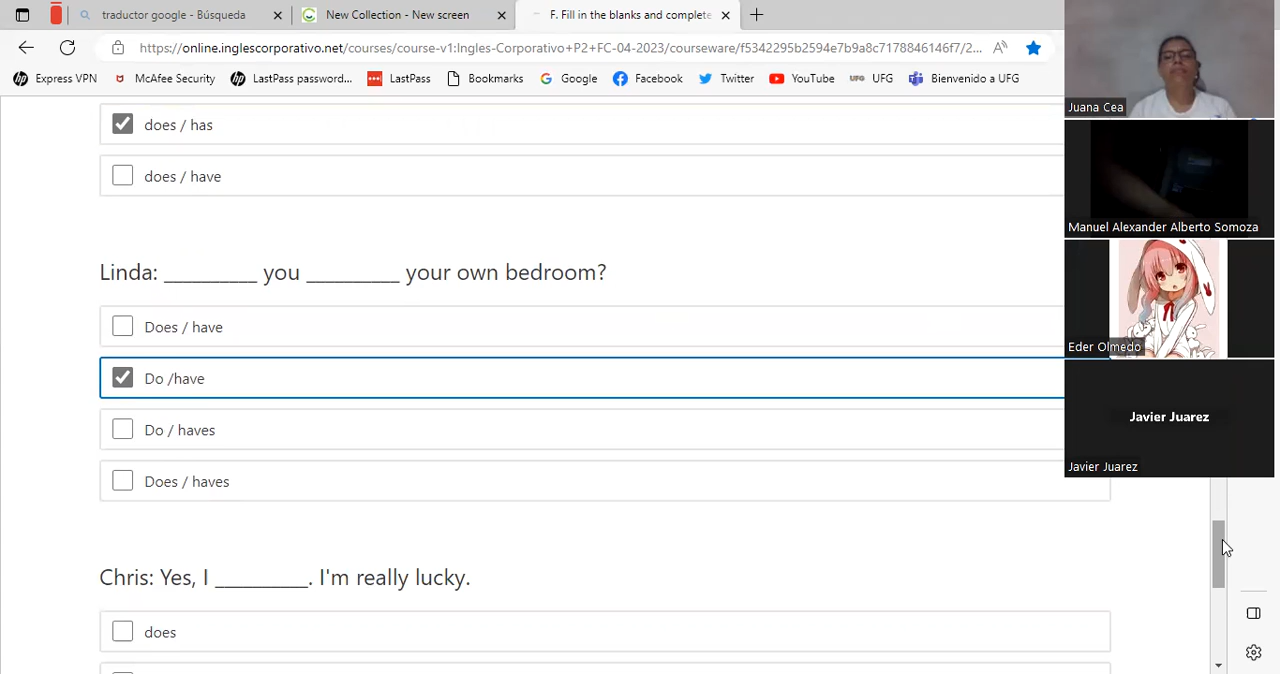 traductor google - Búsqueda
New Collection - New screen
F. Fill in the blanks and complete
https://online.inglescorporativo.net/courses/course-v1:Ingles-Corporativo+P2+FC-04-2023/courseware/f5342295b2594e7b9a8c7178846146f7/2...
Express VPN
McAfee Security
LastPass password...
LastPass
Bookmarks
Google
Facebook
Twitter
YouTube
UFG
Bienvenido a UFG
does / has
does / have
Linda: __________ you __________ your own bedroom?
Does / have
Do /have
Do / haves
Does / haves
Chris: Yes, I __________. I'm really lucky.
does
Juana Cea
Manuel Alexander Alberto Somoza
Eder Olmedo
Javier Juarez
Javier Juarez